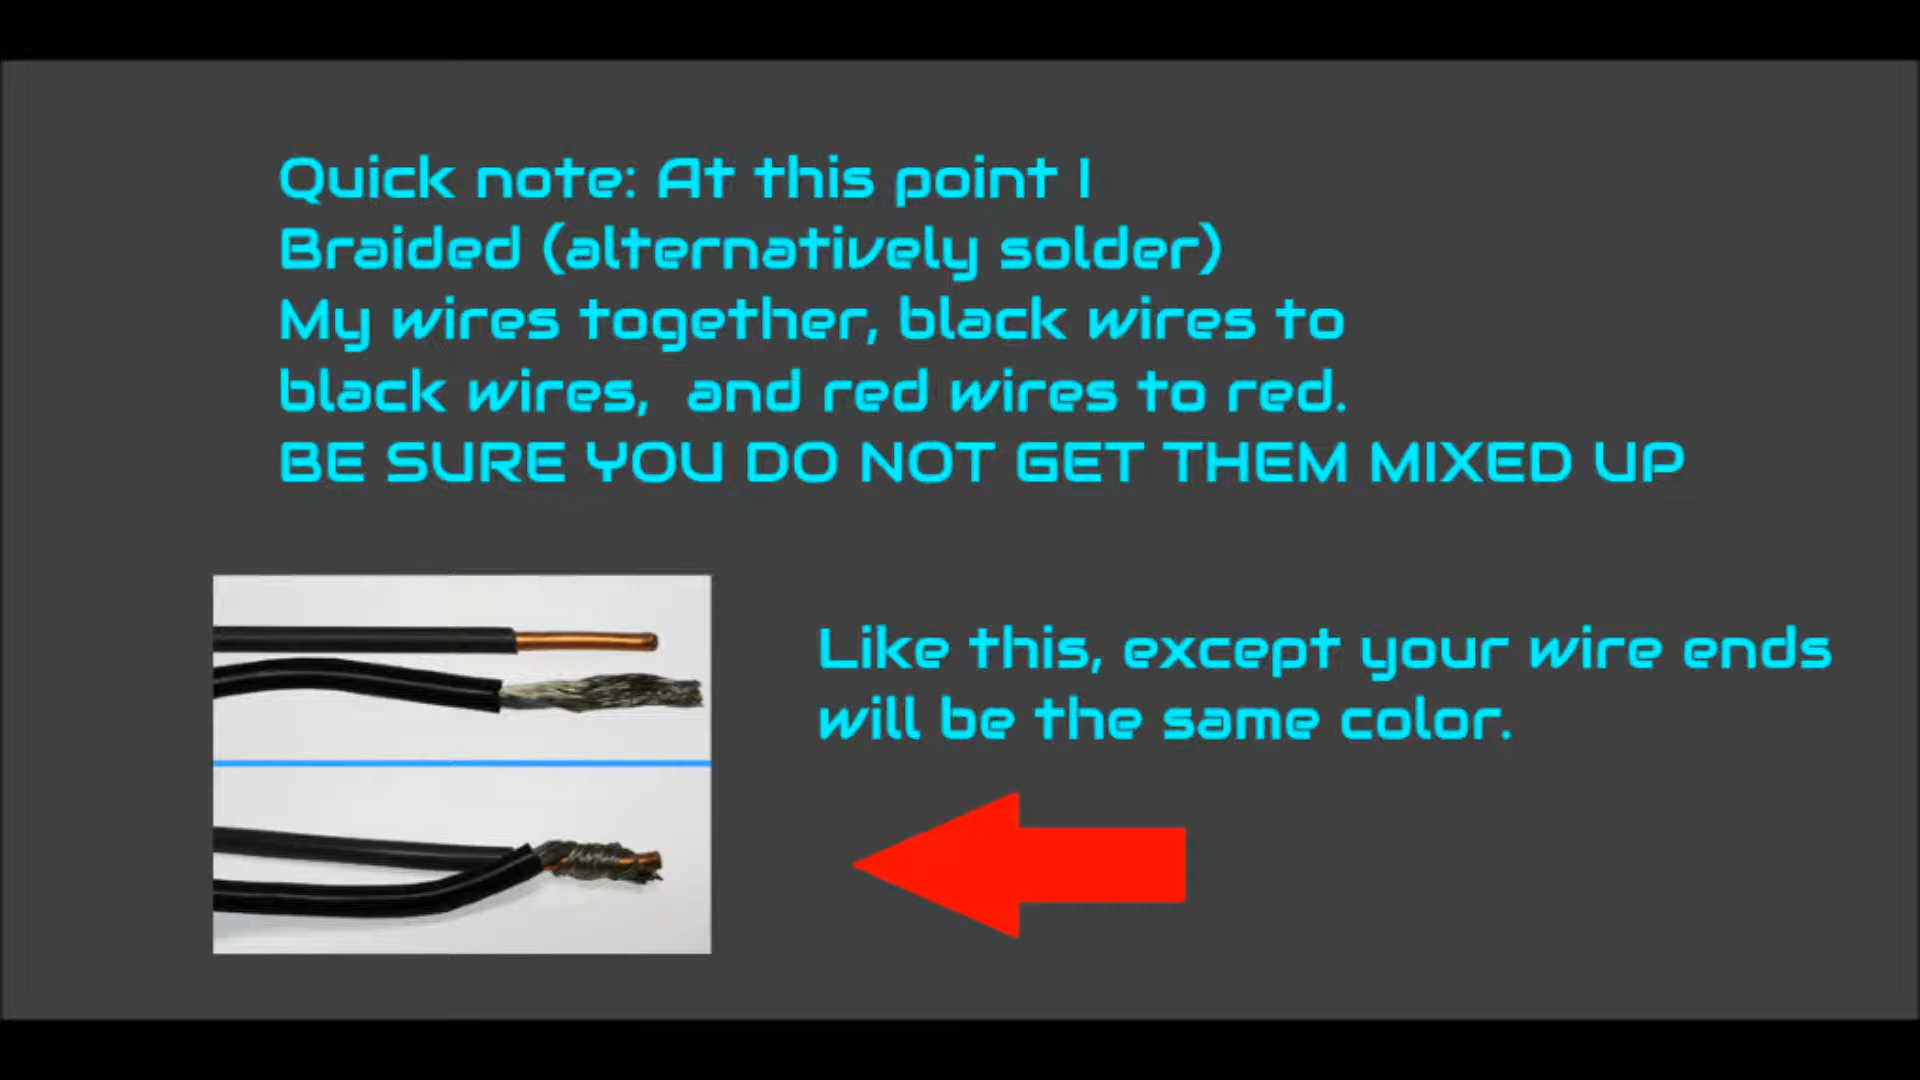 Quick note: At this point I
Braided (alternatively solder)
My wires together, black wires to
black wires, and red wires to red.
BE SURE YOU DO NOT GET THEM MIXED UP
Like this, except your wire ends
will be the same color.